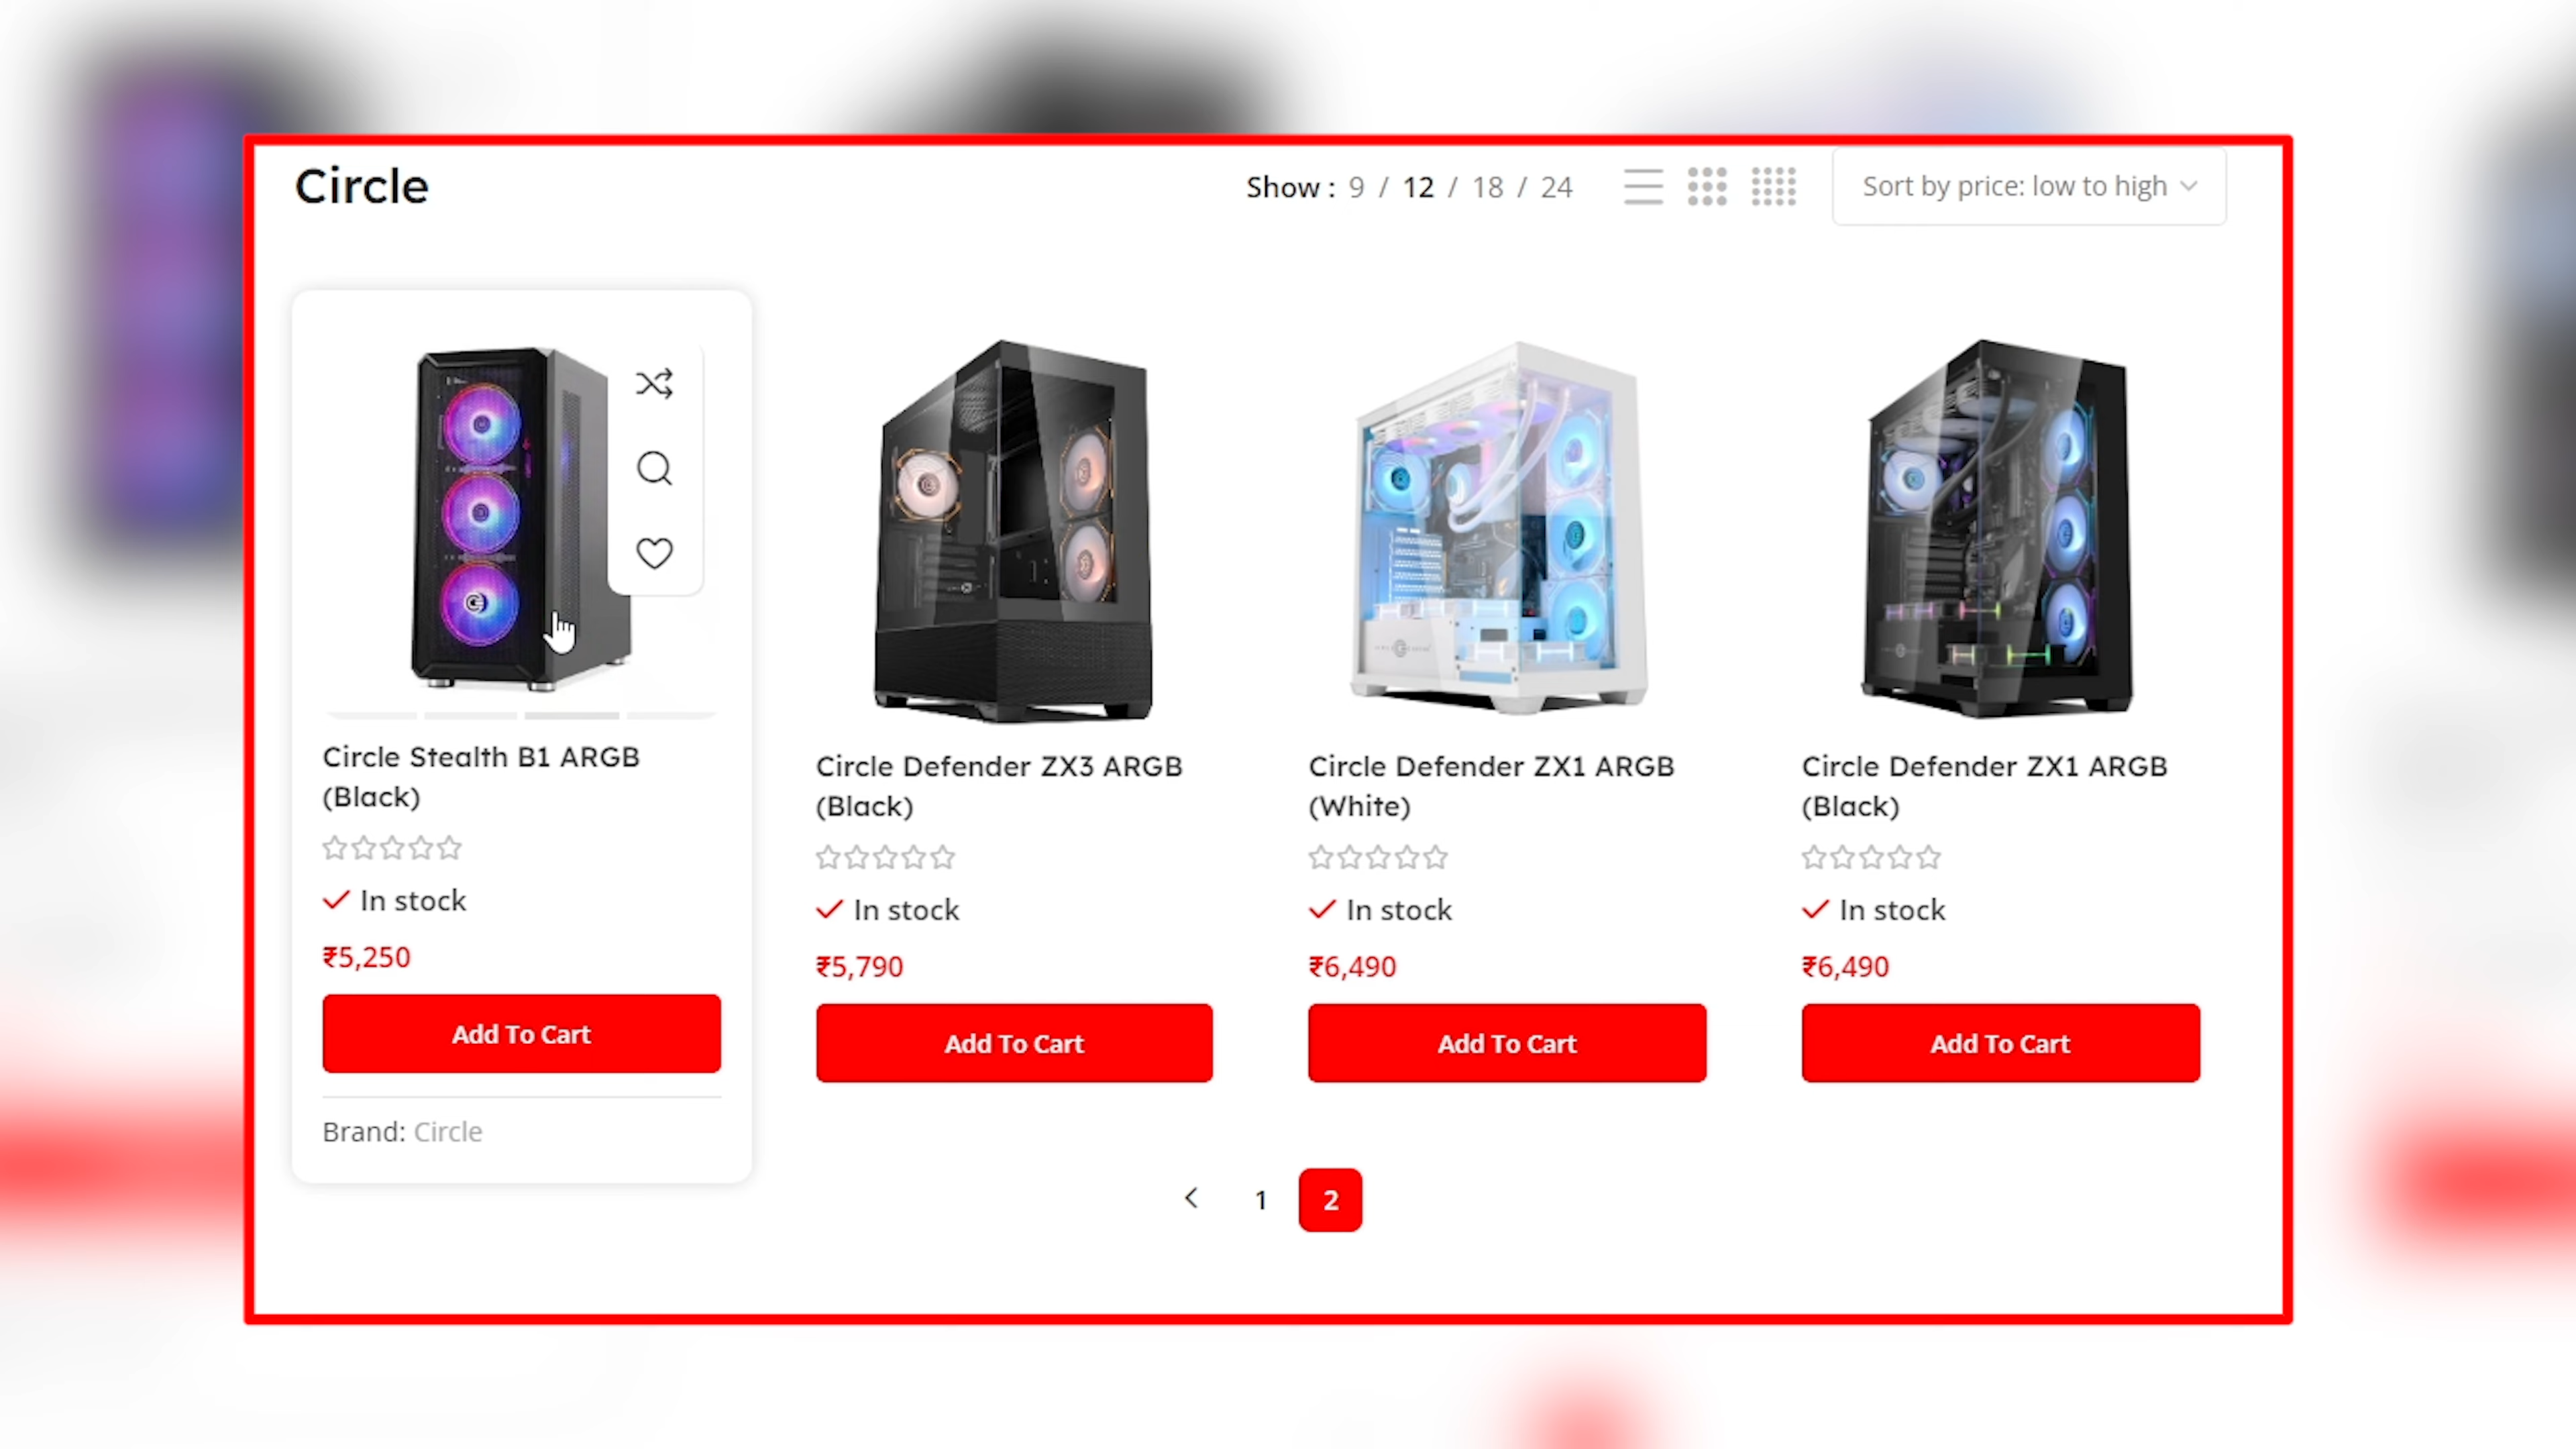 Circle
Show : 9 / 12 / 18 / 24
Sort by price: low to high
Circle Stealth B1 ARGB
(Black)
In stock
₹5,250
Add To Cart
Brand: Circle
Circle Defender ZX3 ARGB
(Black)
In stock
₹5,790
Add To Cart
Circle Defender ZX1 ARGB
(White)
In stock
₹6,490
Add To Cart
Circle Defender ZX1 ARGB
(Black)
In stock
₹6,490
Add To Cart
1 2